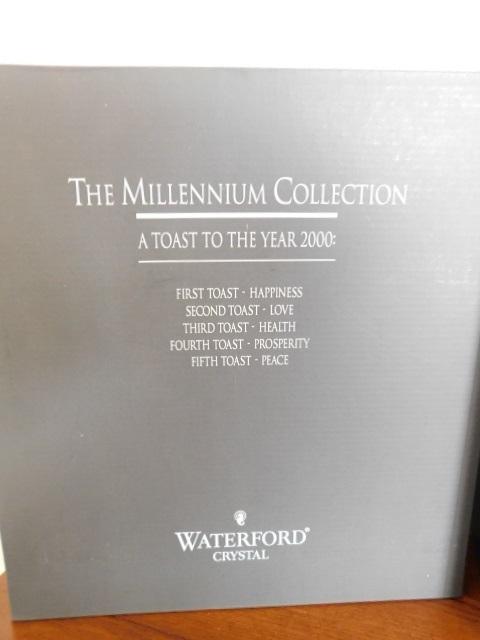 THE MILLENNIUM COLLECTION
A TOAST TO THE YEAR 2000:
FIRST TOAST - HAPPINESS
SECOND TOAST - LOVE
THIRD TOAST - HEALTH
FOURTH TOAST - PROSPERITY
FIFTH TOAST - PEACE
WATERFORD®
CRYSTAL